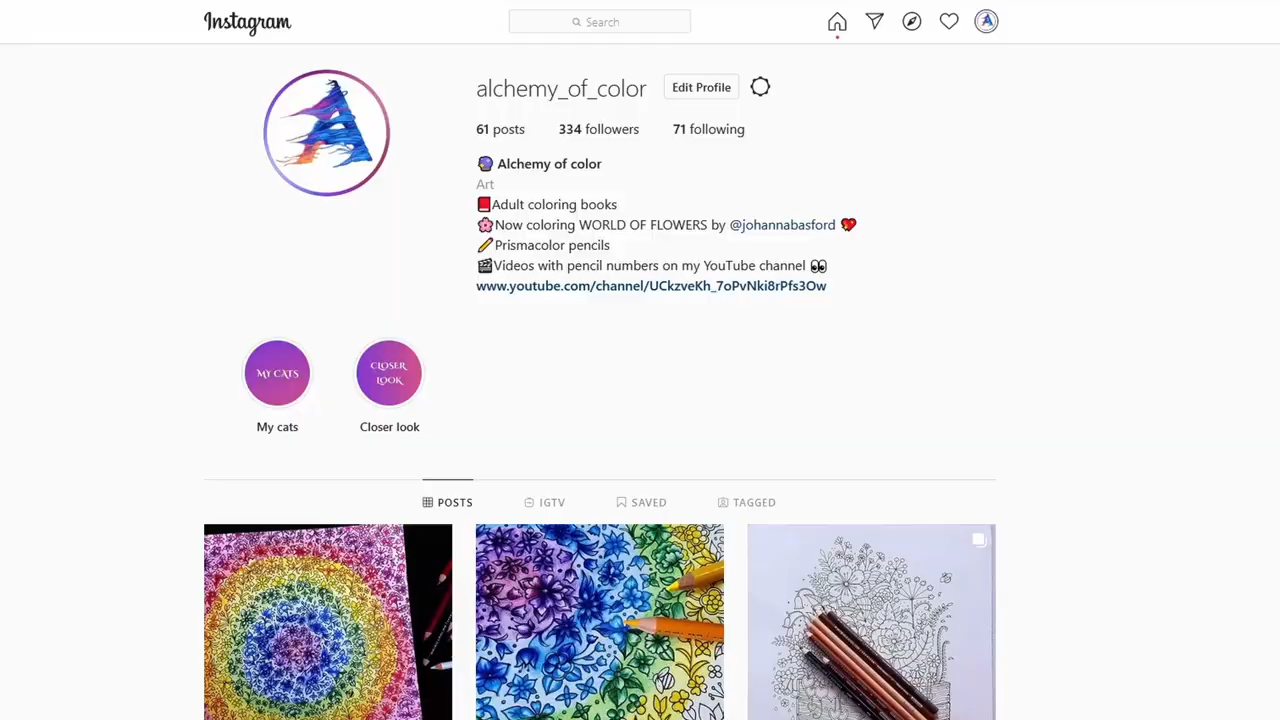 Instagram
Search
alchemy_of_color
Edit Profile
61 posts 334 followers 71 following
Alchemy of color
Art
Adult coloring books
Now coloring WORLD OF FLOWERS by @johannabasford
Prismacolor pencils
Videos with pencil numbers on my YouTube channel
www.youtube.com/channel/UCkzveKh_7oPvNki8rPfs3Ow
MY CATS
CLOSER
LOOK
My cats
Closer look
POSTS
IGTV
SAVED
TAGGED